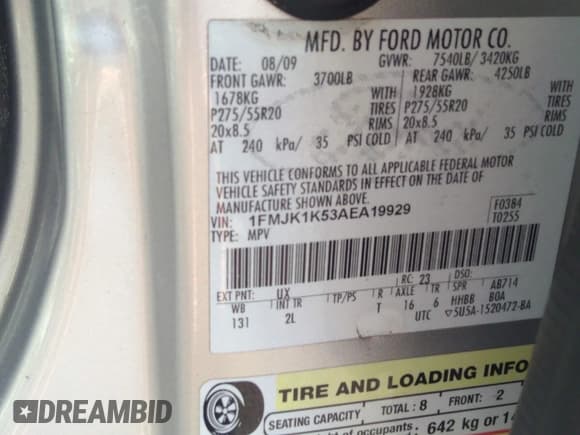 MFD. BY FORD MOTOR CO.
DATE: 08/09 GVWR: 7540LB/ 3420KG
FRONT GAWR: 3700LB REAR GAWR: 4250LB
1678KG WITH 1928KG WITH
P275/55R20 TIRES P275/55R20 TIRES
20x8.5 RIMS 20x8.5 RIMS
AT 240 kPa/ 35 PSI COLD AT 240 kPa/ 35 PSI COLD
THIS VEHICLE CONFORMS TO ALL APPLICABLE FEDERAL MOTOR
VEHICLE SAFETY STANDARDS IN EFFECT ON THE DATE OF
MANUFACTURE SHOWN ABOVE.
VIN: 1FMJK1K53AEA19929 F0384
TYPE: MPV T0255
EXT PNT: UX RC: 23 DSO:
WB INT TR TP/PS R AXLE TR SPR AB714
131 2L T 16 6 HHBB BOA
UTC ▽5U5A-1520472-BA
TIRE AND LOADING INFO
SEATING CAPACITY TOTAL: 8 FRONT: 2
of occupants 642 kg or 14
DREAMBID